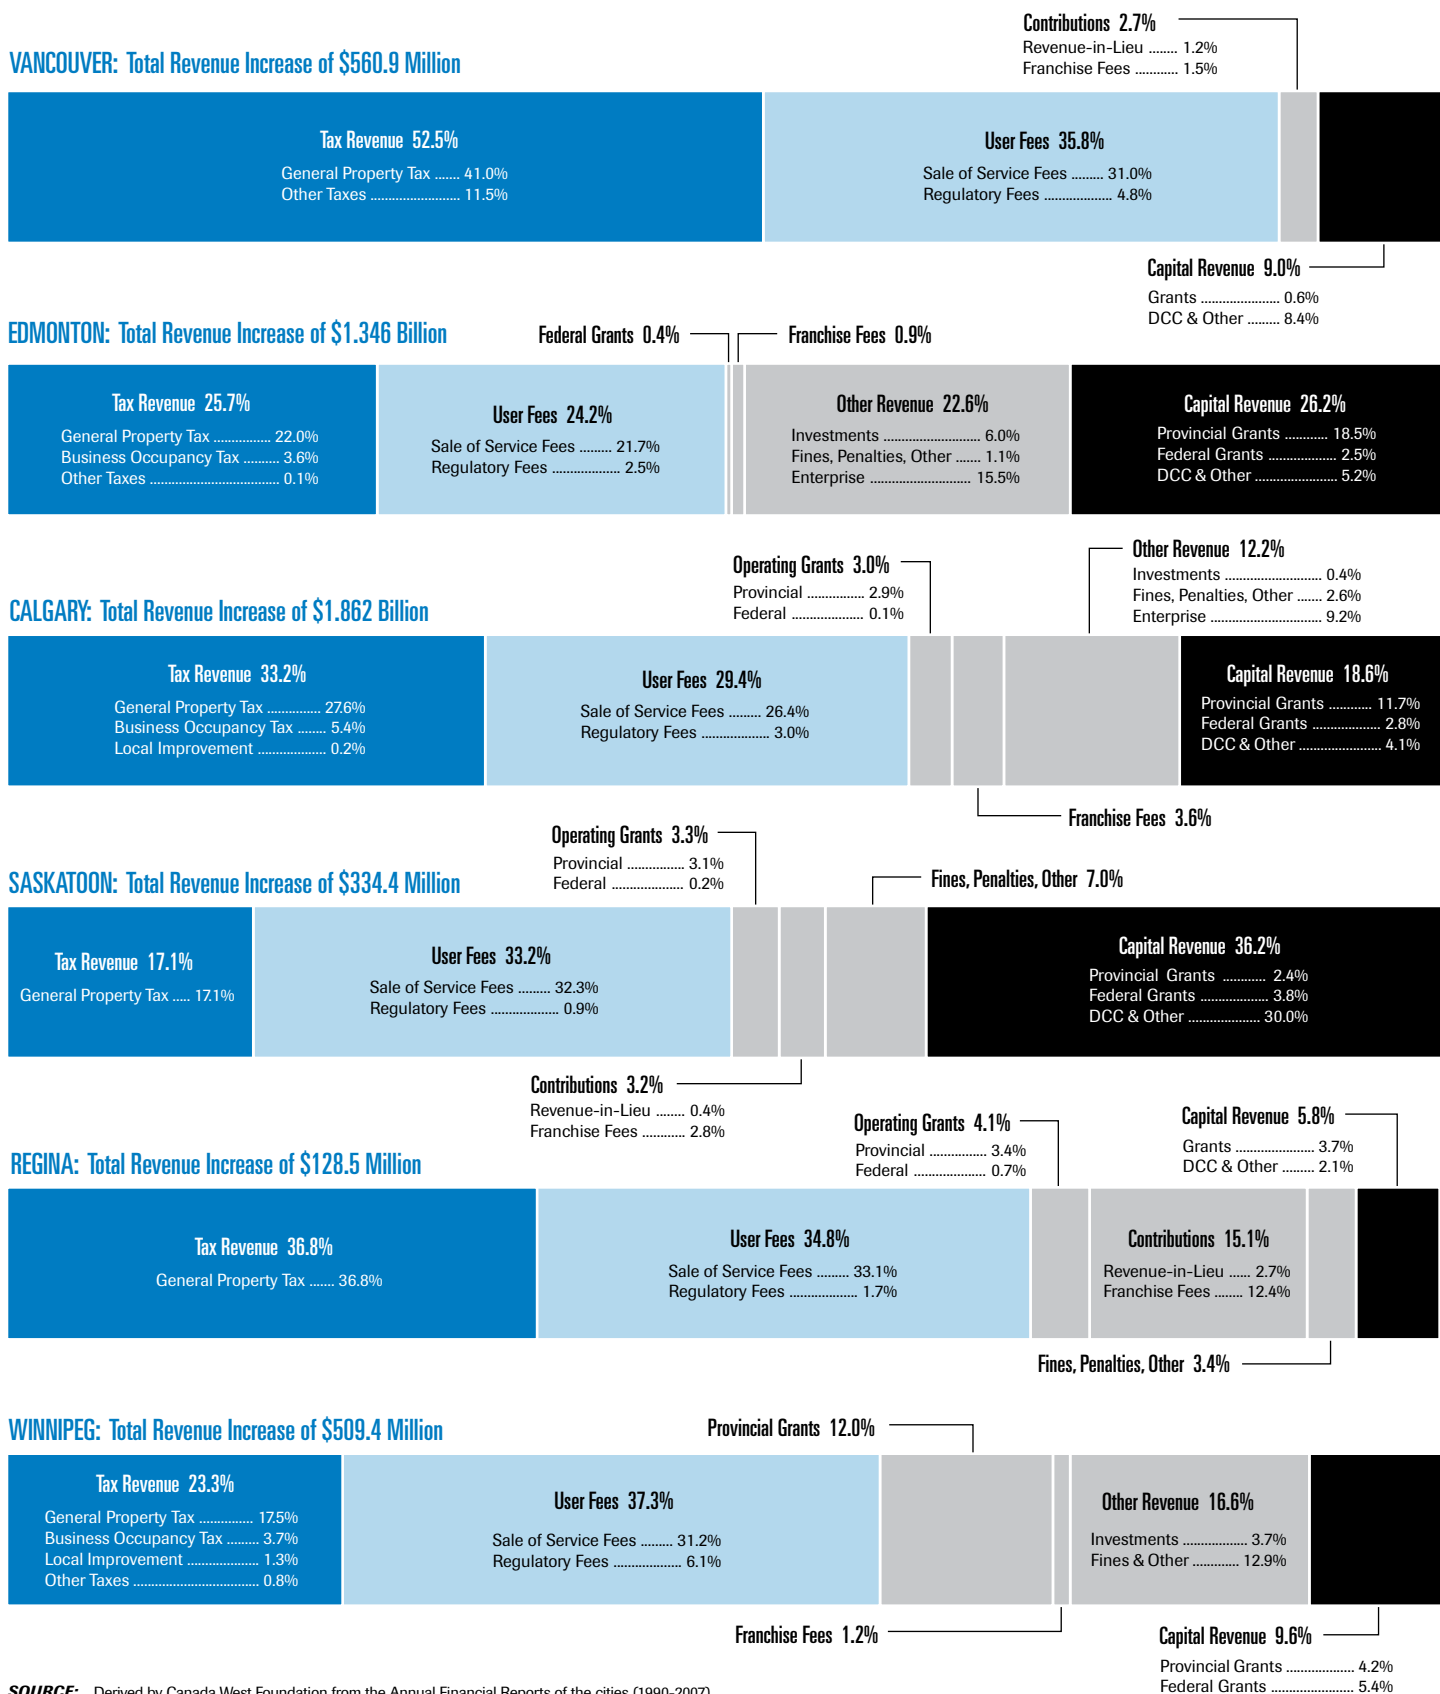 Contributions 2.7%
Revenue-in-Lieu ........ 1.2%
Franchise Fees ............ 1.5%
VANCOUVER: Total Revenue Increase of $560.9 Million
Tax Revenue 52.5%
General Property Tax ....... 41.0%
Other Taxes ......................... 11.5%
User Fees 35.8%
Sale of Service Fees ......... 31.0%
Regulatory Fees ................... 4.8%
Capital Revenue 9.0%
Grants ...................... 0.6%
DCC & Other ......... 8.4%
EDMONTON: Total Revenue Increase of $1.346 Billion
Federal Grants 0.4%
Franchise Fees 0.9%
Tax Revenue 25.7%
General Property Tax ................ 22.0%
Business Occupancy Tax .......... 3.6%
Other Taxes .................................... 0.1%
User Fees 24.2%
Sale of Service Fees ......... 21.7%
Regulatory Fees ................... 2.5%
Other Revenue 22.6%
Investments ........................... 6.0%
Fines, Penalties, Other ....... 1.1%
Enterprise ............................ 15.5%
Capital Revenue 26.2%
Provincial Grants ............ 18.5%
Federal Grants ................... 2.5%
DCC & Other ....................... 5.2%
Operating Grants 3.0%
Provincial ................ 2.9%
Federal .................... 0.1%
Other Revenue 12.2%
Investments ........................... 0.4%
Fines, Penalties, Other ....... 2.6%
Enterprise ............................... 9.2%
CALGARY: Total Revenue Increase of $1.862 Billion
Tax Revenue 33.2%
General Property Tax ............... 27.6%
Business Occupancy Tax ........ 5.4%
Local Improvement ................... 0.2%
User Fees 29.4%
Sale of Service Fees ......... 26.4%
Regulatory Fees ................... 3.0%
Capital Revenue 18.6%
Provincial Grants ............ 11.7%
Federal Grants ................... 2.8%
DCC & Other ....................... 4.1%
Franchise Fees 3.6%
Operating Grants 3.3%
Provincial ................ 3.1%
Federal .................... 0.2%
SASKATOON: Total Revenue Increase of $334.4 Million
Fines, Penalties, Other 7.0%
Tax Revenue 17.1%
General Property Tax ..... 17.1%
User Fees 33.2%
Sale of Service Fees ......... 32.3%
Regulatory Fees ................... 0.9%
Capital Revenue 36.2%
Provincial Grants ............ 2.4%
Federal Grants ................... 3.8%
DCC & Other .................... 30.0%
Contributions 3.2%
Revenue-in-Lieu ........ 0.4%
Franchise Fees ............ 2.8%
Operating Grants 4.1%
Provincial ................ 3.4%
Federal .................... 0.7%
Capital Revenue 5.8%
Grants ...................... 3.7%
DCC & Other ......... 2.1%
REGINA: Total Revenue Increase of $128.5 Million
Tax Revenue 36.8%
General Property Tax ....... 36.8%
User Fees 34.8%
Sale of Service Fees ......... 33.1%
Regulatory Fees ................... 1.7%
Contributions 15.1%
Revenue-in-Lieu ...... 2.7%
Franchise Fees ........ 12.4%
Fines, Penalties, Other 3.4%
WINNIPEG: Total Revenue Increase of $509.4 Million
Provincial Grants 12.0%
Tax Revenue 23.3%
General Property Tax ............... 17.5%
Business Occupancy Tax ......... 3.7%
Local Improvement .................... 1.3%
Other Taxes ................................... 0.8%
User Fees 37.3%
Sale of Service Fees ......... 31.2%
Regulatory Fees ................... 6.1%
Other Revenue 16.6%
Investments .................. 3.7%
Fines & Other ............. 12.9%
Franchise Fees 1.2%
Capital Revenue 9.6%
Provincial Grants ................... 4.2%
Federal Grants ....................... 5.4%
SOURCE: Derived by Canada West Foundation from the Annual Financial Reports of the cities (1990-2007)